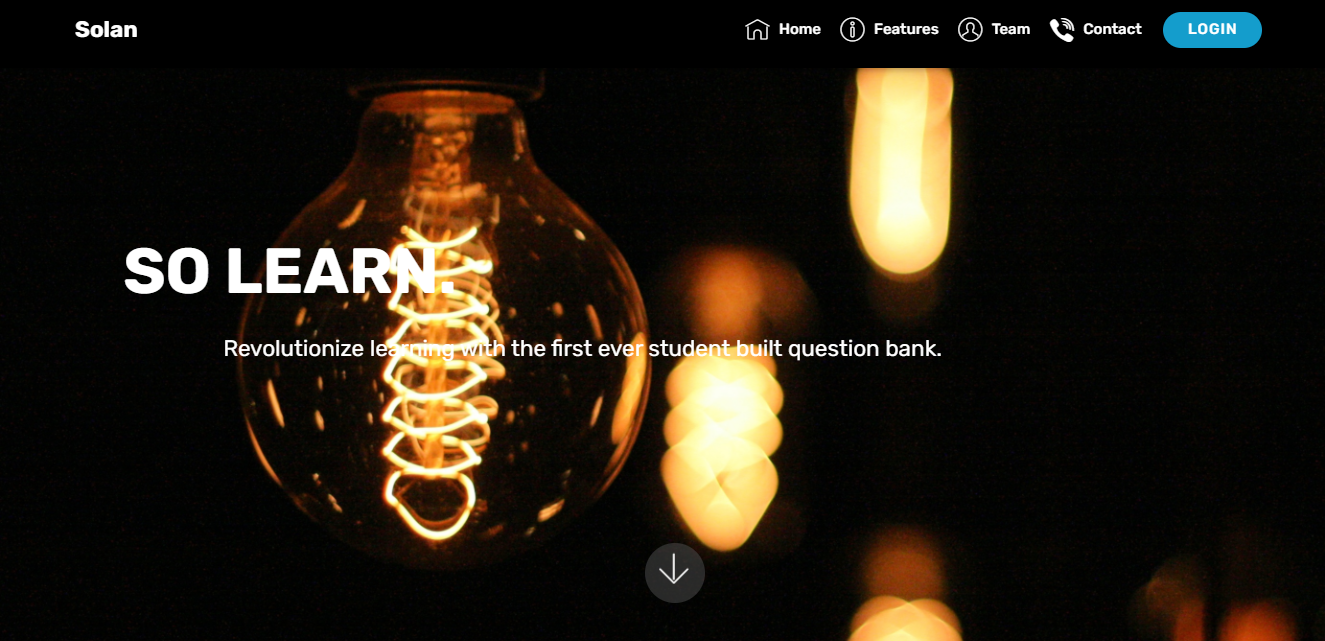 Solan
Home Features Team Contact LOGIN
SO LEARN.
Revolutionize learning with the first ever student built question bank.